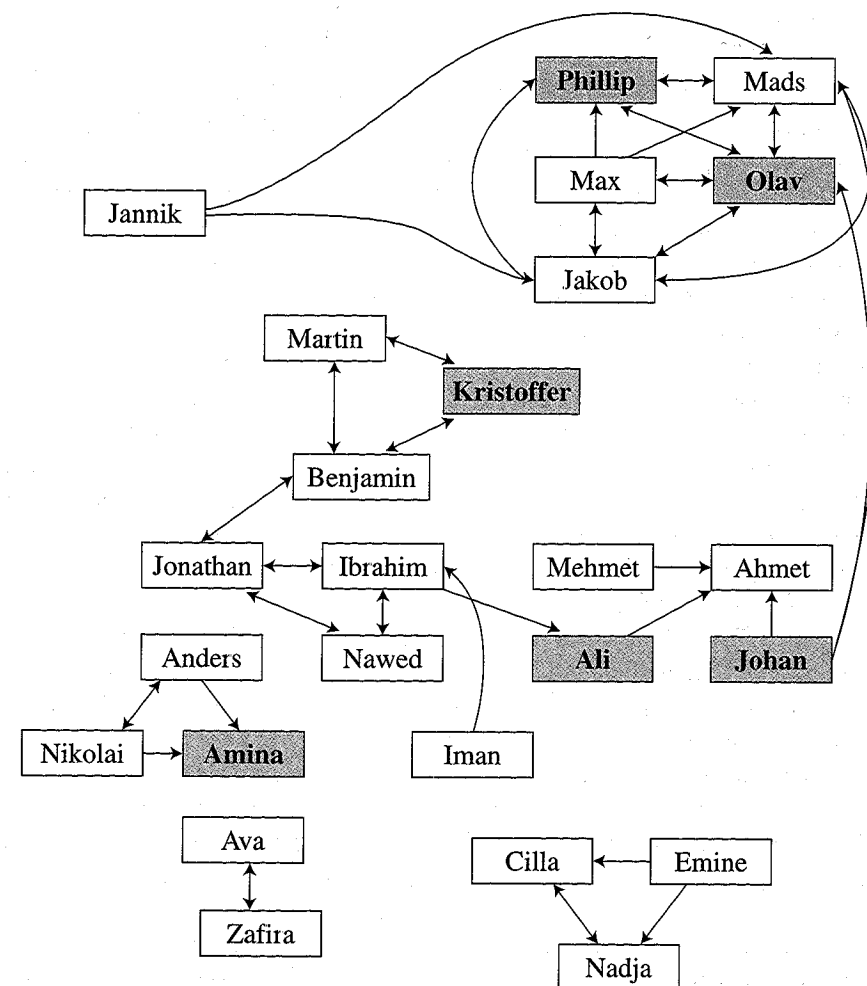 Phillip
Mads
Max
Olav
Jannik
Jakob
Martin
Kristoffer
Benjamin
Jonathan
Ibrahim
Mehmet
Ahmet
Anders
Nawed
Ali
Johan
Nikolai
Amina
Iman
Ava
Cilla
Emine
Zafira
Nadja